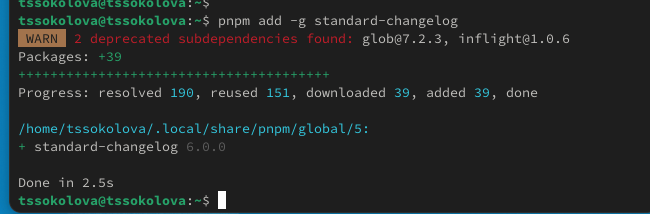 tssokolova@tssokolova:~$
tssokolova@tssokolova:~$ pnpm add -g standard-changelog
WARN 2 deprecated subdependencies found: glob@7.2.3, inflight@1.0.6
Packages: +39
+++++++++++++++++++++++++++++++++++++++
Progress: resolved 190, reused 151, downloaded 39, added 39, done
/home/tssokolova/.local/share/pnpm/global/5:
+ standard-changelog 6.0.0
Done in 2.5s
tssokolova@tssokolova:~$